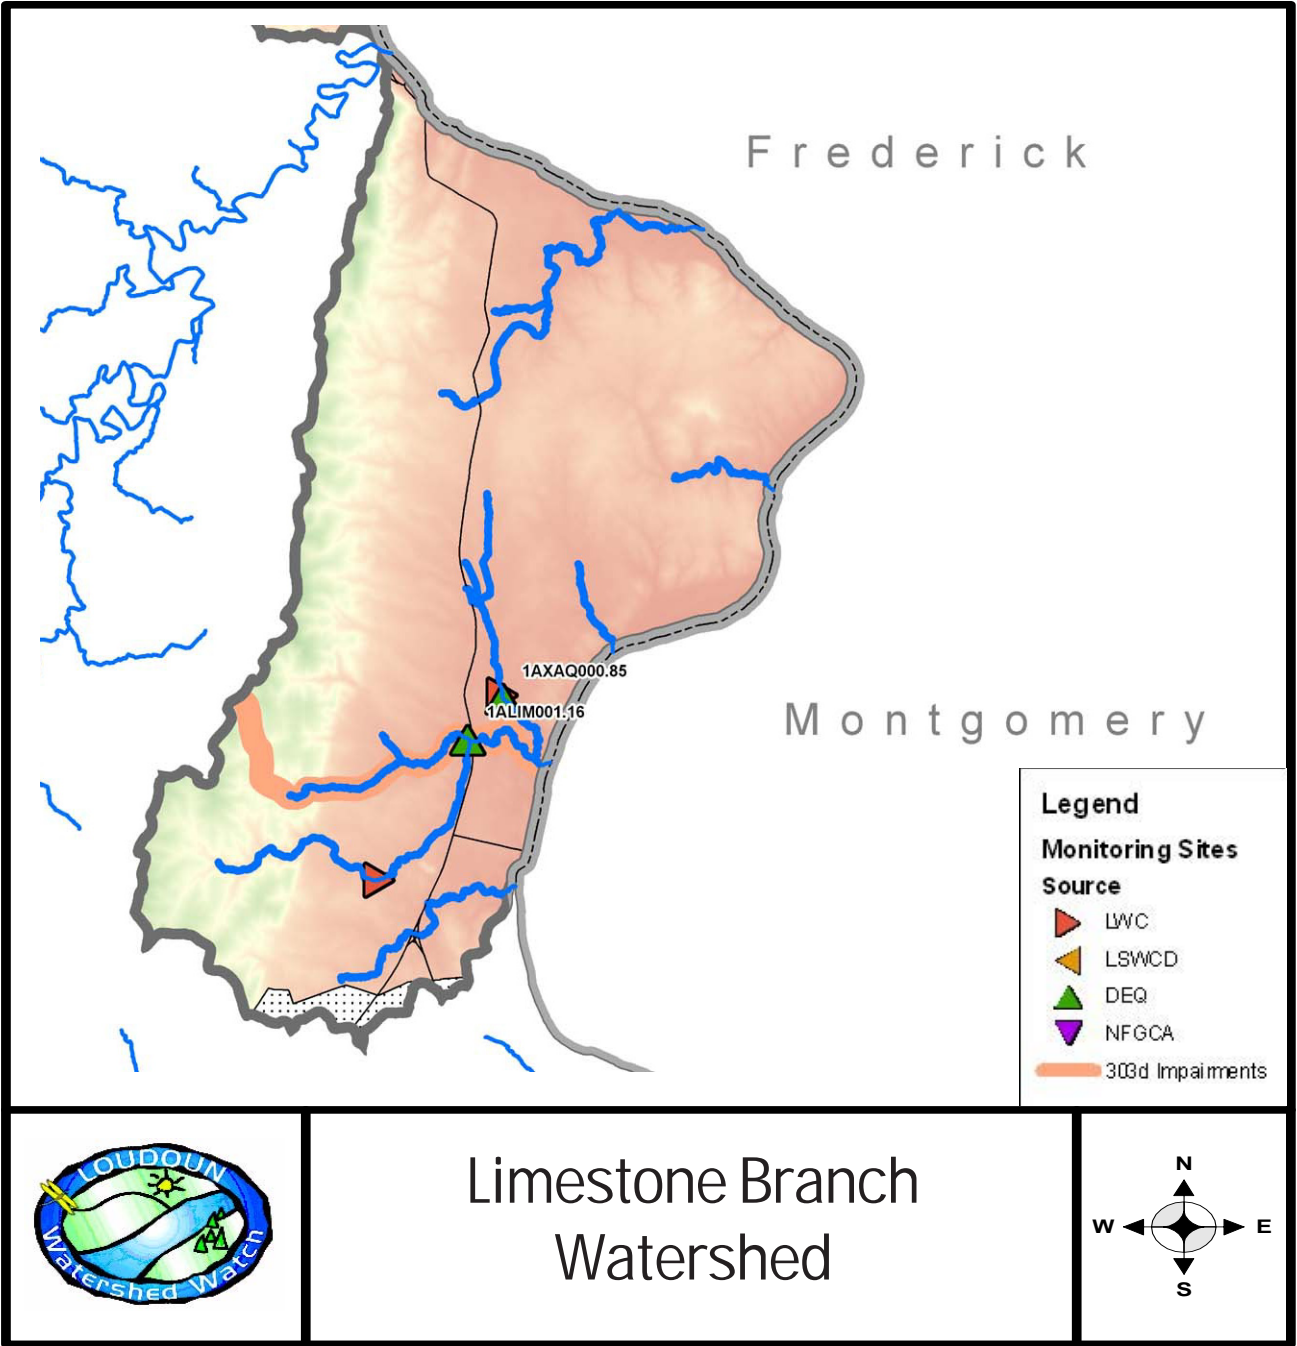 Frederick
1AXAQ000.85
1ALIM001.16
Montgomery
Legend
Monitoring Sites
Source
LWC
LSWCD
DEQ
NFGCA
303d Impairments
LOUDOUN
Watershed Watch
Limestone Branch
Watershed
N
W
E
S